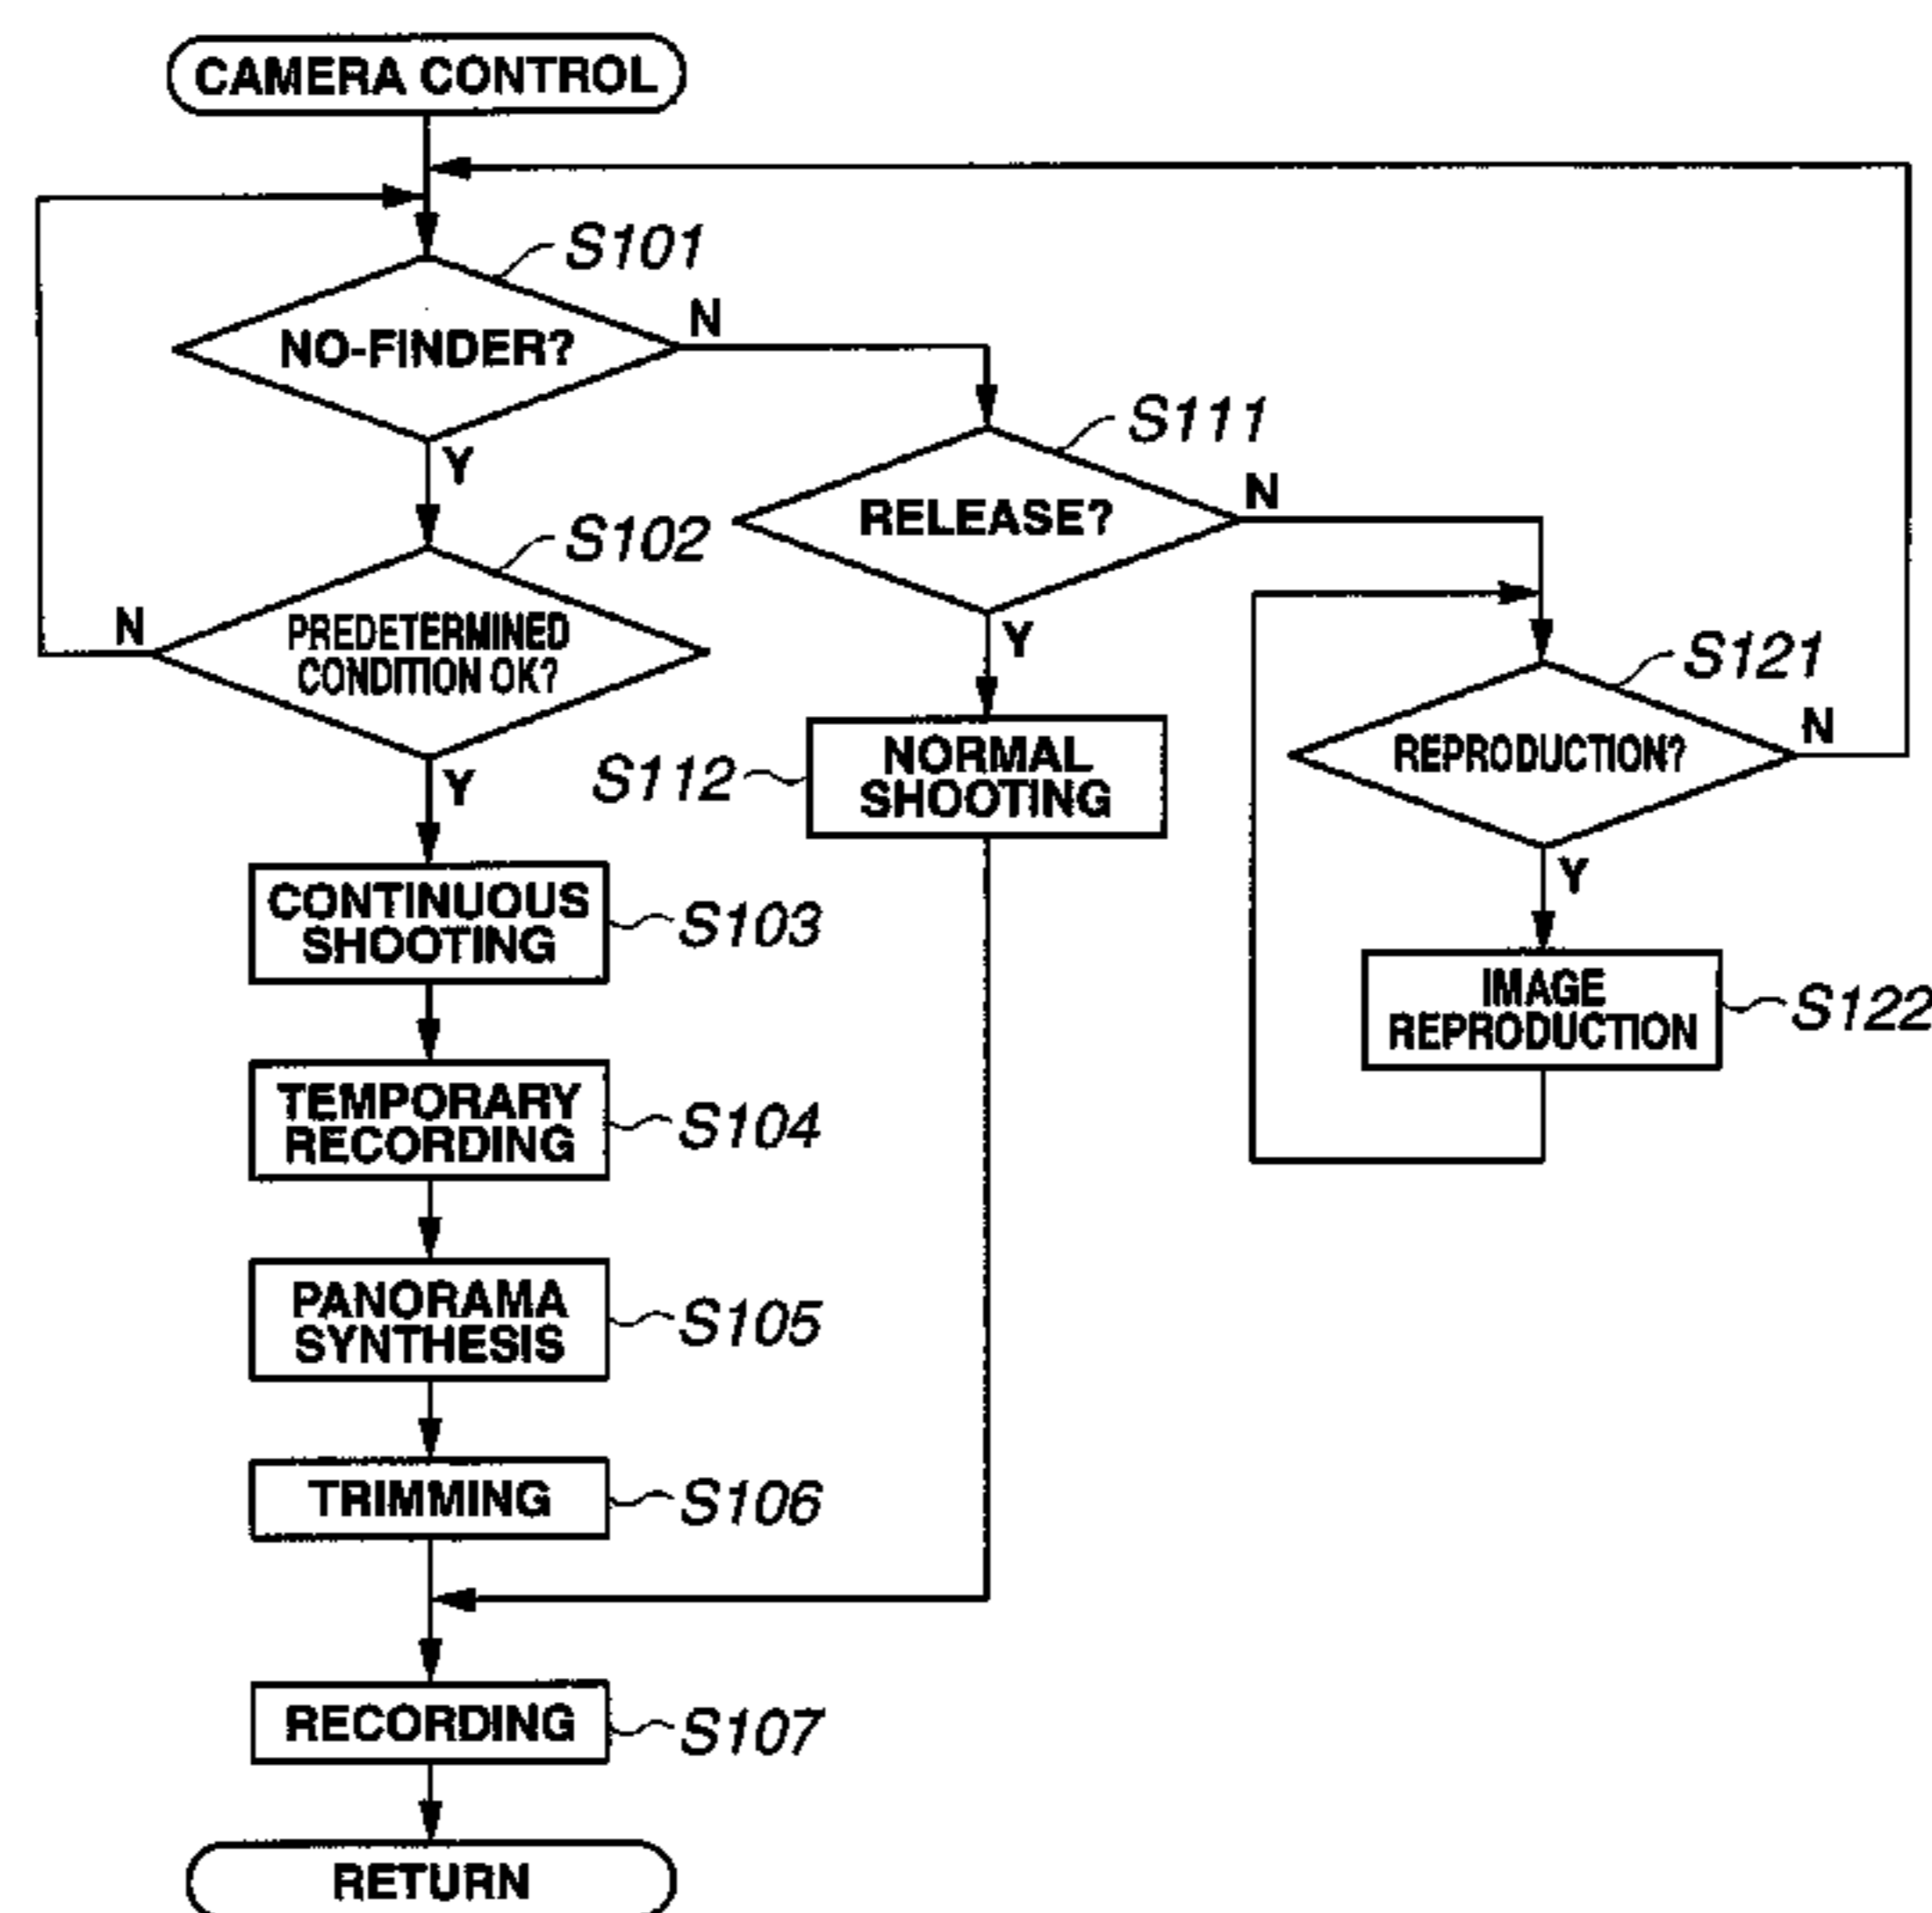 CAMERA CONTROL
S101
NO-FINDER?
N
Y
S102
PREDETERMINED
CONDITION OK?
N
Y
S111
RELEASE?
N
Y
S112
NORMAL
SHOOTING
S121
REPRODUCTION?
N
Y
IMAGE
REPRODUCTION
S122
CONTINUOUS
SHOOTING
S103
TEMPORARY
RECORDING
S104
PANORAMA
SYNTHESIS
S105
TRIMMING
S106
RECORDING
S107
RETURN